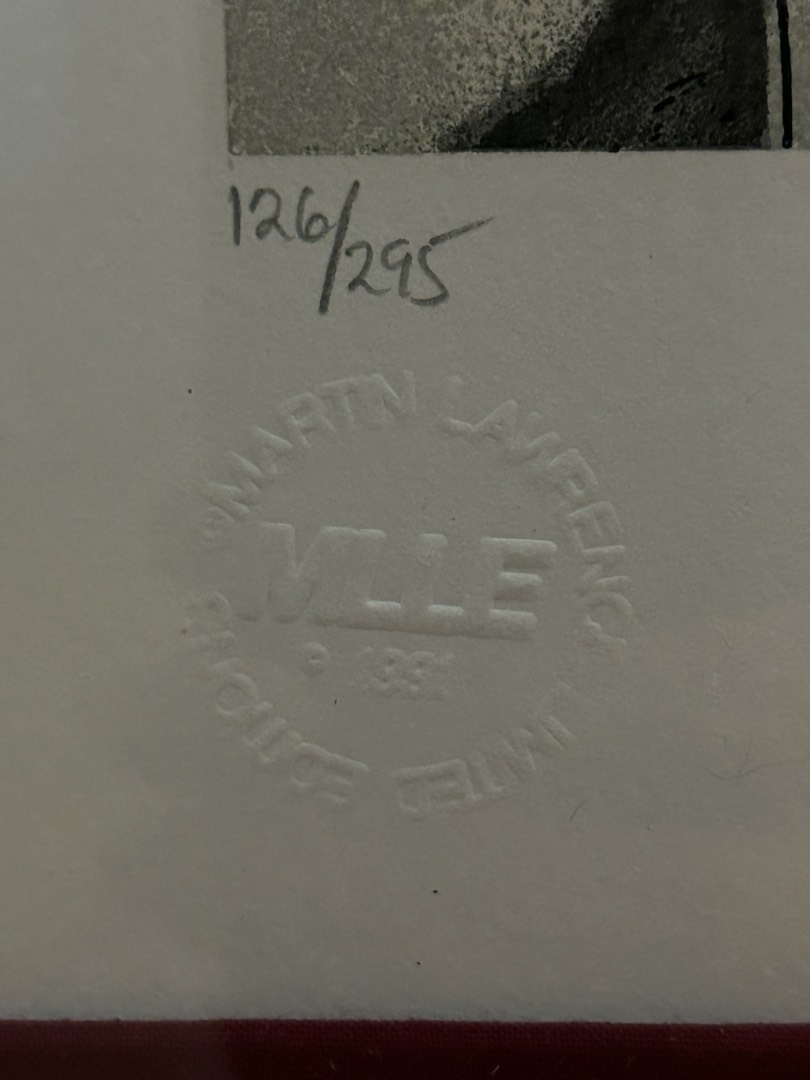 126/295
MARTIN LAWRENCE LIMITED EDITIONS
MLLE